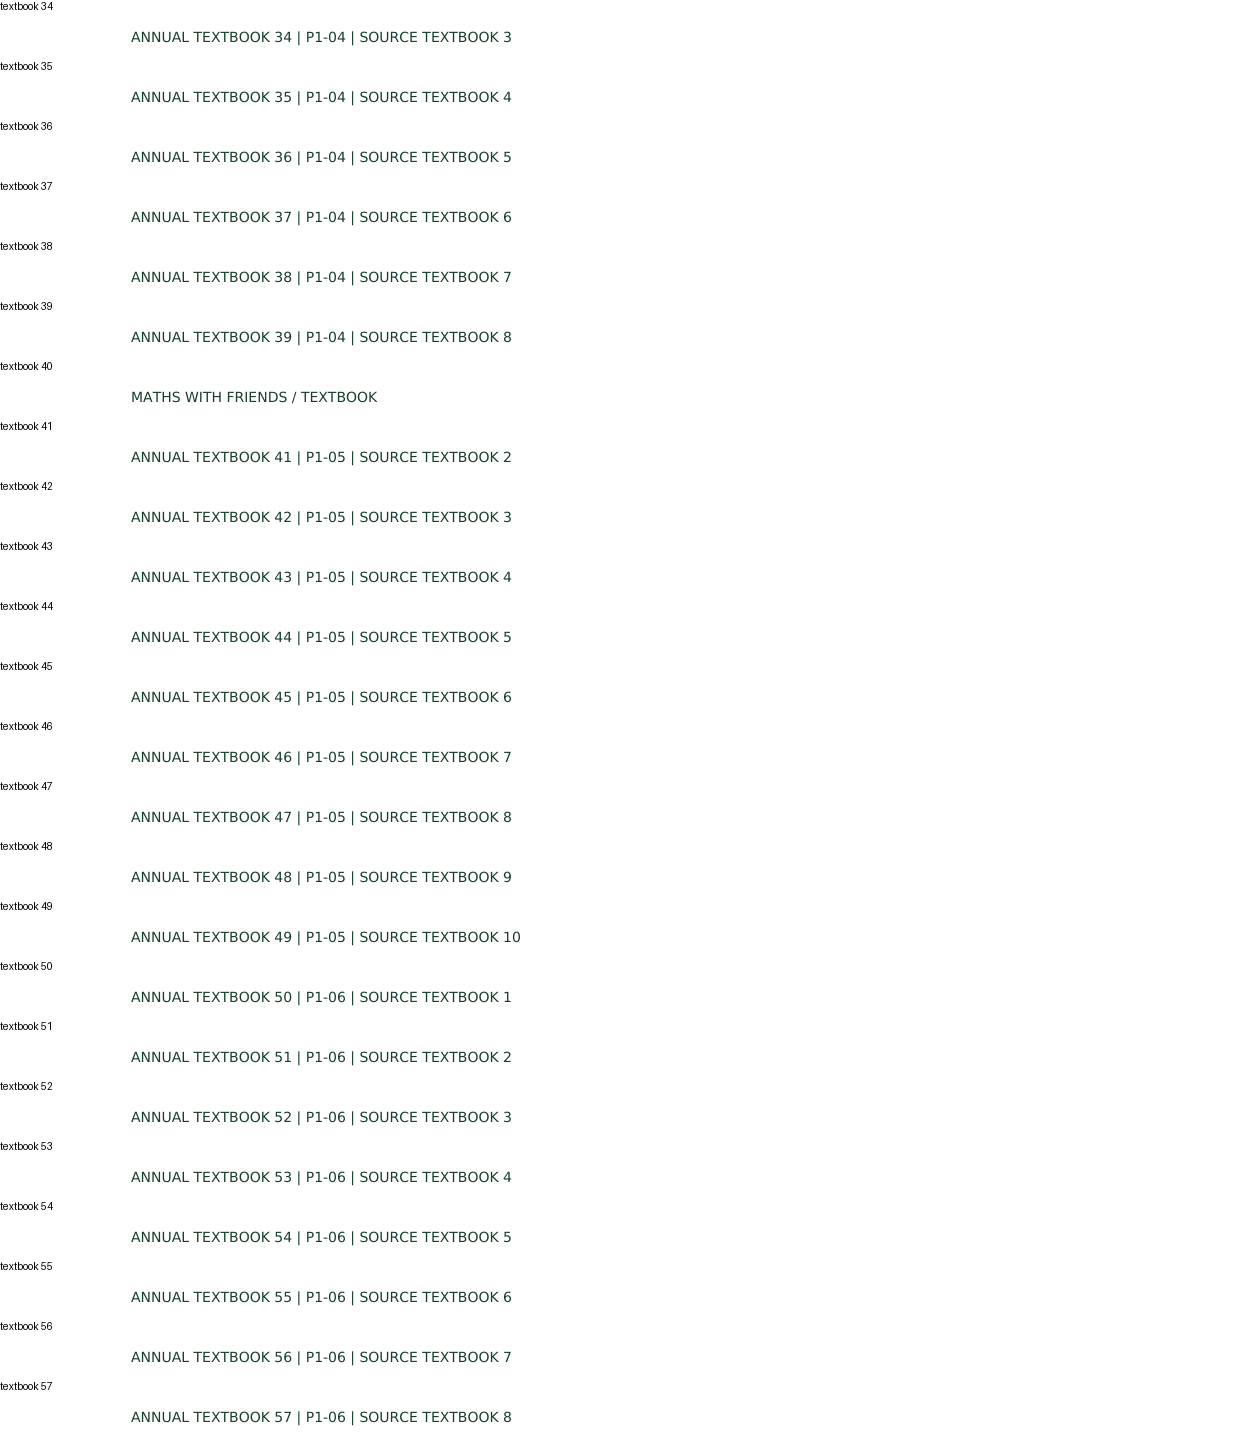 textbook 34
ANNUAL TEXTBOOK 34 | P1-04 | SOURCE TEXTBOOK 3
textbook 35
ANNUAL TEXTBOOK 35 | P1-04 | SOURCE TEXTBOOK 4
textbook 36
ANNUAL TEXTBOOK 36 | P1-04 | SOURCE TEXTBOOK 5
textbook 37
ANNUAL TEXTBOOK 37 | P1-04 | SOURCE TEXTBOOK 6
textbook 38
ANNUAL TEXTBOOK 38 | P1-04 | SOURCE TEXTBOOK 7
textbook 39
ANNUAL TEXTBOOK 39 | P1-04 | SOURCE TEXTBOOK 8
textbook 40
MATHS WITH FRIENDS / TEXTBOOK
textbook 41
ANNUAL TEXTBOOK 41 | P1-05 | SOURCE TEXTBOOK 2
textbook 42
ANNUAL TEXTBOOK 42 | P1-05 | SOURCE TEXTBOOK 3
textbook 43
ANNUAL TEXTBOOK 43 | P1-05 | SOURCE TEXTBOOK 4
textbook 44
ANNUAL TEXTBOOK 44 | P1-05 | SOURCE TEXTBOOK 5
textbook 45
ANNUAL TEXTBOOK 45 | P1-05 | SOURCE TEXTBOOK 6
textbook 46
ANNUAL TEXTBOOK 46 | P1-05 | SOURCE TEXTBOOK 7
textbook 47
ANNUAL TEXTBOOK 47 | P1-05 | SOURCE TEXTBOOK 8
textbook 48
ANNUAL TEXTBOOK 48 | P1-05 | SOURCE TEXTBOOK 9
textbook 49
ANNUAL TEXTBOOK 49 | P1-05 | SOURCE TEXTBOOK 10
textbook 50
ANNUAL TEXTBOOK 50 | P1-06 | SOURCE TEXTBOOK 1
textbook 51
ANNUAL TEXTBOOK 51 | P1-06 | SOURCE TEXTBOOK 2
textbook 52
ANNUAL TEXTBOOK 52 | P1-06 | SOURCE TEXTBOOK 3
textbook 53
ANNUAL TEXTBOOK 53 | P1-06 | SOURCE TEXTBOOK 4
textbook 54
ANNUAL TEXTBOOK 54 | P1-06 | SOURCE TEXTBOOK 5
textbook 55
ANNUAL TEXTBOOK 55 | P1-06 | SOURCE TEXTBOOK 6
textbook 56
ANNUAL TEXTBOOK 56 | P1-06 | SOURCE TEXTBOOK 7
textbook 57
ANNUAL TEXTBOOK 57 | P1-06 | SOURCE TEXTBOOK 8